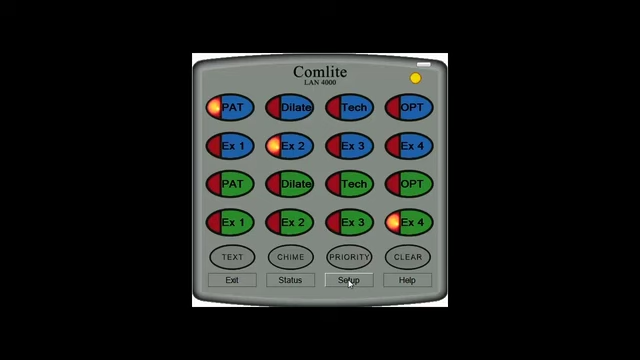 Comlite
LAN 4000
PAT Dilate Tech OPT
Ex 1 Ex 2 Ex 3 Ex 4
PAT Dilate Tech OPT
Ex 1 Ex 2 Ex 3 Ex 4
TEXT CHIME PRIORITY CLEAR
Exit Status Setup Help